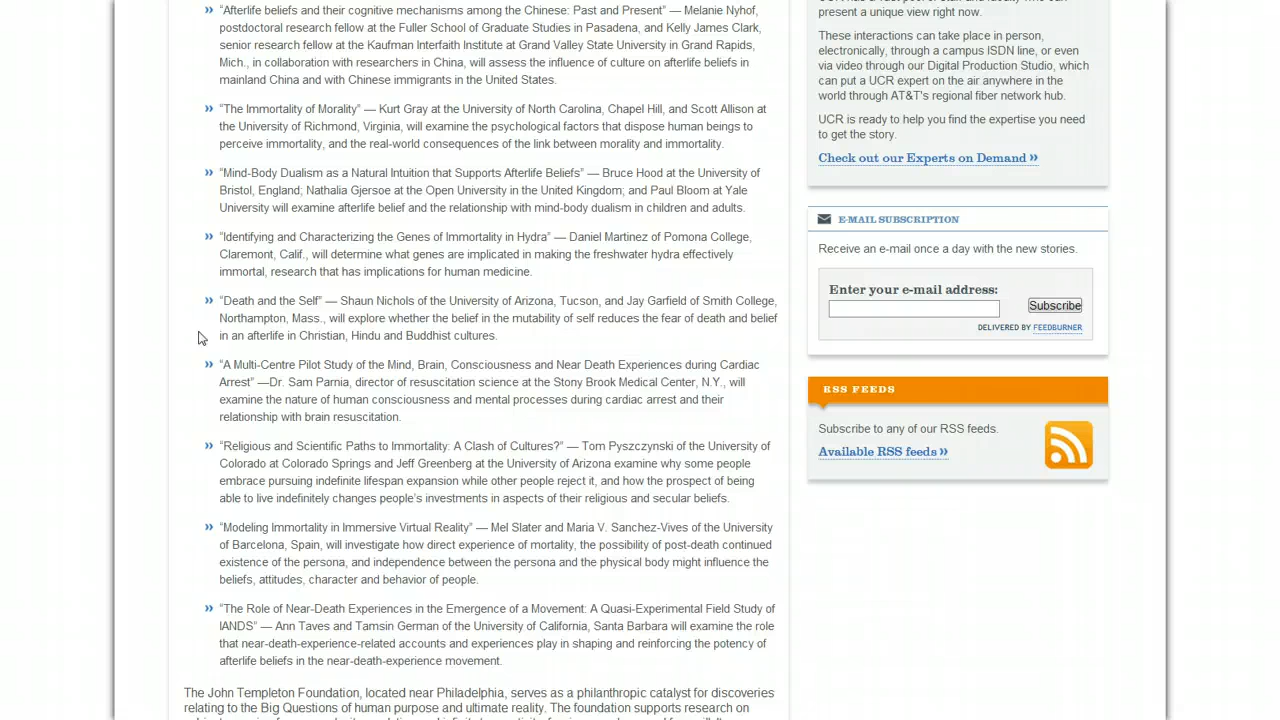 » “Afterlife beliefs and their cognitive mechanisms among the Chinese: Past and Present” — Melanie Nyhof,
postdoctoral research fellow at the Fuller School of Graduate Studies in Pasadena, and Kelly James Clark,
senior research fellow at the Kaufman Interfaith Institute at Grand Valley State University in Grand Rapids,
Mich., in collaboration with researchers in China, will assess the influence of culture on afterlife beliefs in
mainland China and with Chinese immigrants in the United States.
» “The Immortality of Morality” — Kurt Gray at the University of North Carolina, Chapel Hill, and Scott Allison at
the University of Richmond, Virginia, will examine the psychological factors that dispose human beings to
perceive immortality, and the real-world consequences of the link between morality and immortality.
» “Mind-Body Dualism as a Natural Intuition that Supports Afterlife Beliefs” — Bruce Hood at the University of
Bristol, England; Nathalia Gjersoe at the Open University in the United Kingdom; and Paul Bloom at Yale
University will examine afterlife belief and the relationship with mind-body dualism in children and adults.
» “Identifying and Characterizing the Genes of Immortality in Hydra” — Daniel Martinez of Pomona College,
Claremont, Calif., will determine what genes are implicated in making the freshwater hydra effectively
immortal, research that has implications for human medicine.
» “Death and the Self” — Shaun Nichols of the University of Arizona, Tucson, and Jay Garfield of Smith College,
Northampton, Mass., will explore whether the belief in the mutability of self reduces the fear of death and belief
in an afterlife in Christian, Hindu and Buddhist cultures.
» “A Multi-Centre Pilot Study of the Mind, Brain, Consciousness and Near Death Experiences during Cardiac
Arrest” —Dr. Sam Parnia, director of resuscitation science at the Stony Brook Medical Center, N.Y., will
examine the nature of human consciousness and mental processes during cardiac arrest and their
relationship with brain resuscitation.
» “Religious and Scientific Paths to Immortality: A Clash of Cultures?” — Tom Pyszczynski of the University of
Colorado at Colorado Springs and Jeff Greenberg at the University of Arizona examine why some people
embrace pursuing indefinite lifespan expansion while other people reject it, and how the prospect of being
able to live indefinitely changes people’s investments in aspects of their religious and secular beliefs.
» “Modeling Immortality in Immersive Virtual Reality” — Mel Slater and Maria V. Sanchez-Vives of the University
of Barcelona, Spain, will investigate how direct experience of mortality, the possibility of post-death continued
existence of the persona, and independence between the persona and the physical body might influence the
beliefs, attitudes, character and behavior of people.
» “The Role of Near-Death Experiences in the Emergence of a Movement: A Quasi-Experimental Field Study of
IANDS” — Ann Taves and Tamsin German of the University of California, Santa Barbara will examine the role
that near-death-experience-related accounts and experiences play in shaping and reinforcing the potency of
afterlife beliefs in the near-death-experience movement.
The John Templeton Foundation, located near Philadelphia, serves as a philanthropic catalyst for discoveries
relating to the Big Questions of human purpose and ultimate reality. The foundation supports research on
present a unique view right now.
These interactions can take place in person,
electronically, through a campus ISDN line, or even
via video through our Digital Production Studio, which
can put a UCR expert on the air anywhere in the
world through AT&T's regional fiber network hub.
UCR is ready to help you find the expertise you need
to get the story.
Check out our Experts on Demand »
E-MAIL SUBSCRIPTION
Receive an e-mail once a day with the new stories.
Enter your e-mail address:
Subscribe
DELIVERED BY FEEDBURNER
RSS FEEDS
Subscribe to any of our RSS feeds.
Available RSS feeds »